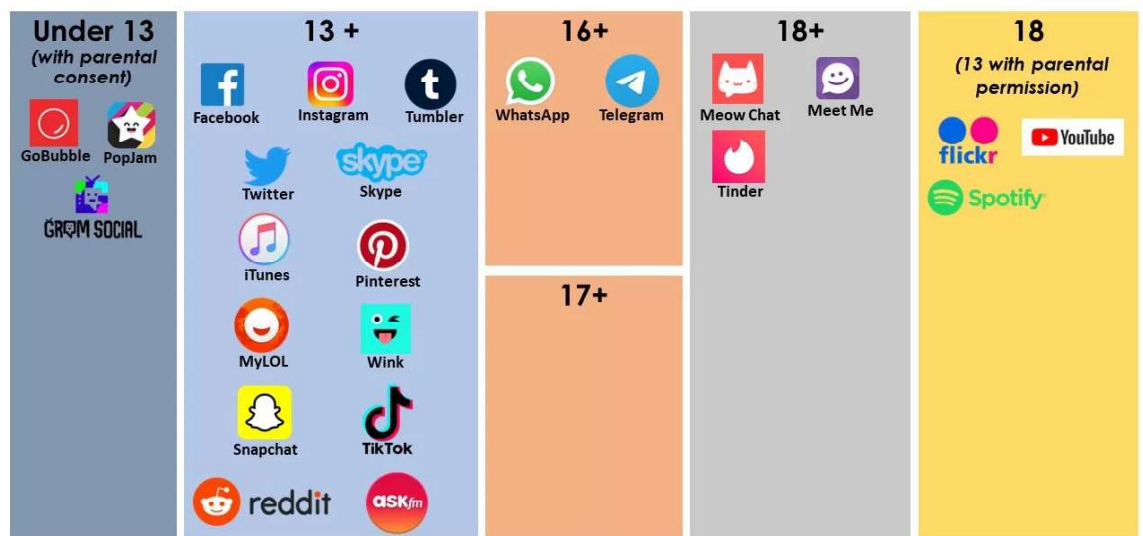 Under 13
(with parental
consent)
GoBubble
PopJam
GROM SOCIAL
13 +
f
Facebook
Instagram
t
Tumbler
Twitter
skype
Skype
iTunes
Pinterest
MyLOL
Wink
Snapchat
TikTok
reddit
ASKfm
16+
WhatsApp
Telegram
17+
18+
Meow Chat
Meet Me
Tinder
18
(13 with parental
permission)
flickr
YouTube
Spotify